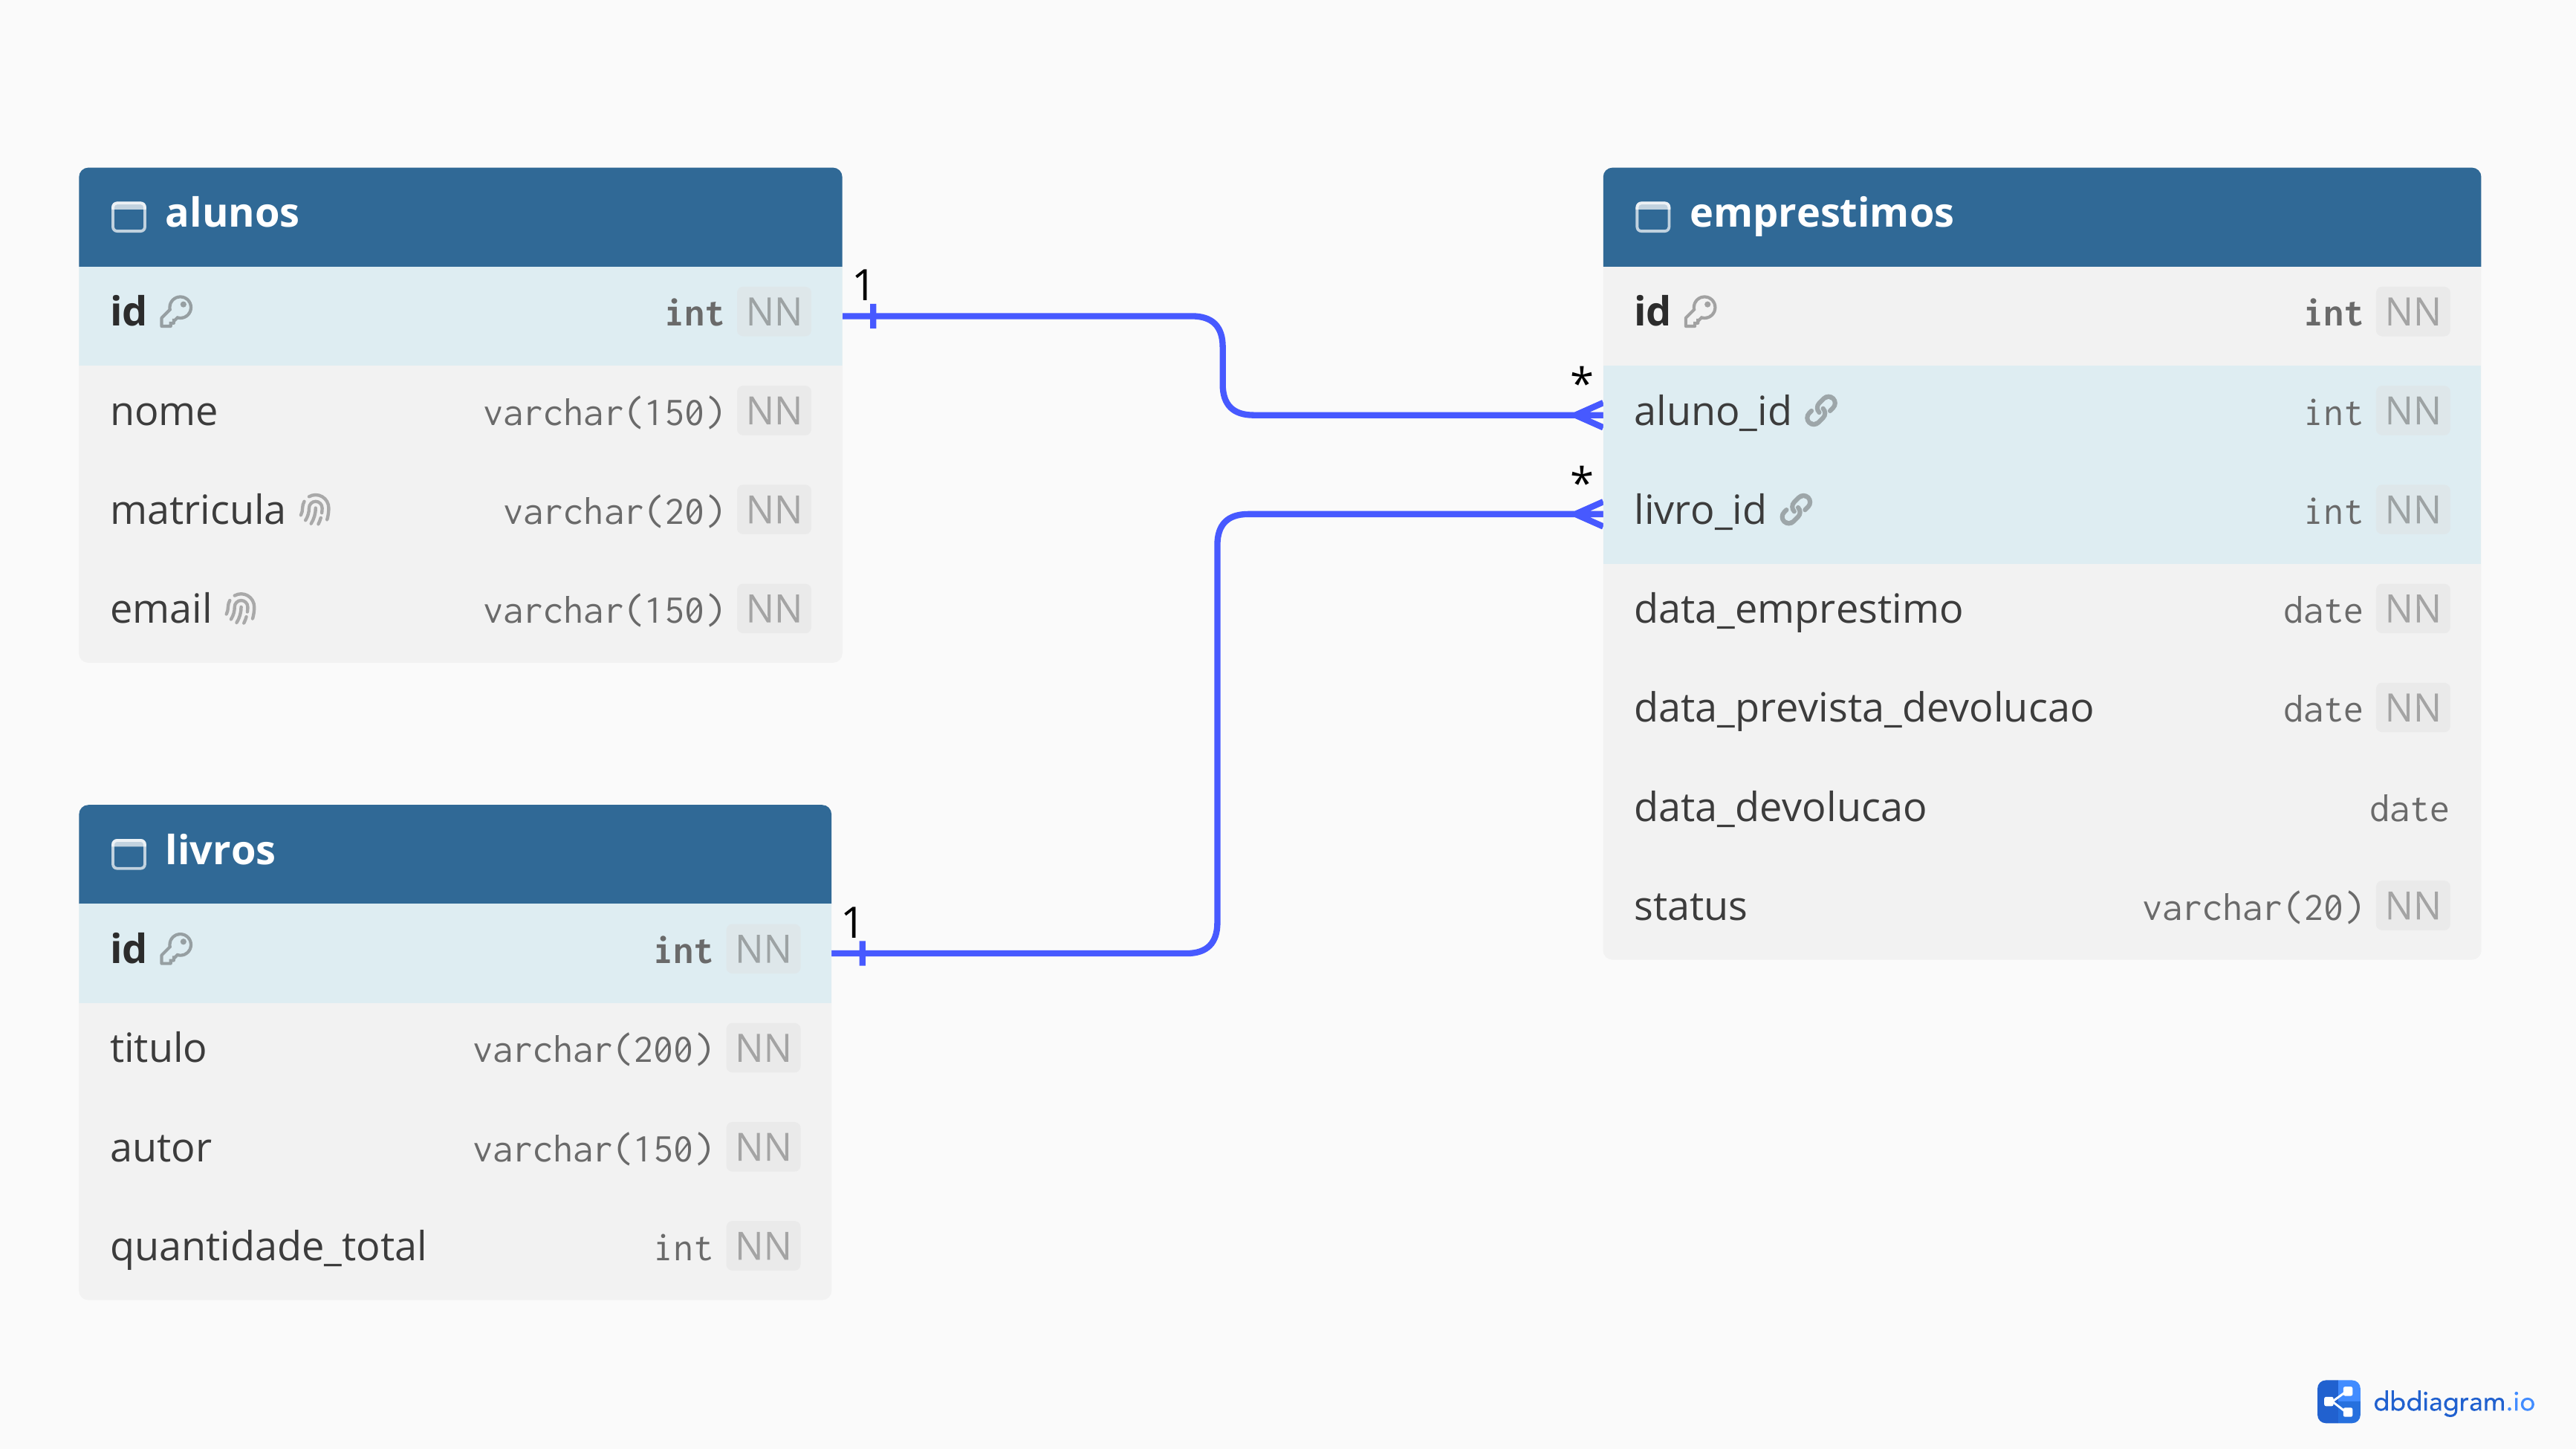 alunos
id int NN
nome varchar(150) NN
matricula varchar(20) NN
email varchar(150) NN
1
*
*
emprestimos
id int NN
aluno_id int NN
livro_id int NN
data_emprestimo date NN
data_prevista_devolucao date NN
data_devolucao date
status varchar(20) NN
livros
id int NN
titulo varchar(200) NN
autor varchar(150) NN
quantidade_total int NN
1
dbdiagram.io